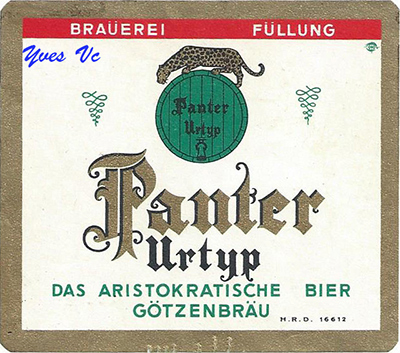 BRAUEREI FÜLLUNG
Yves Vc
Panter
Urtyp
Panter
Urtyp
DAS ARISTOKRATISCHE BIER
GÖTZENBRÄU
H.R.D. 16612